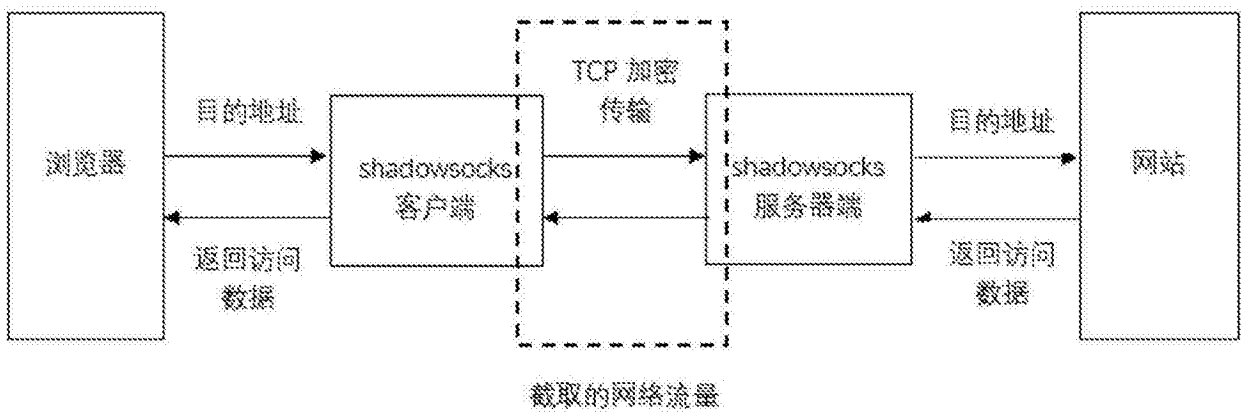 浏览器
目的地址
返回访问
数据
shadowsocks
客户端
TCP 加密
传输
shadowsocks
服务器端
目的地址
返回访问
数据
网站
截取的网络流量